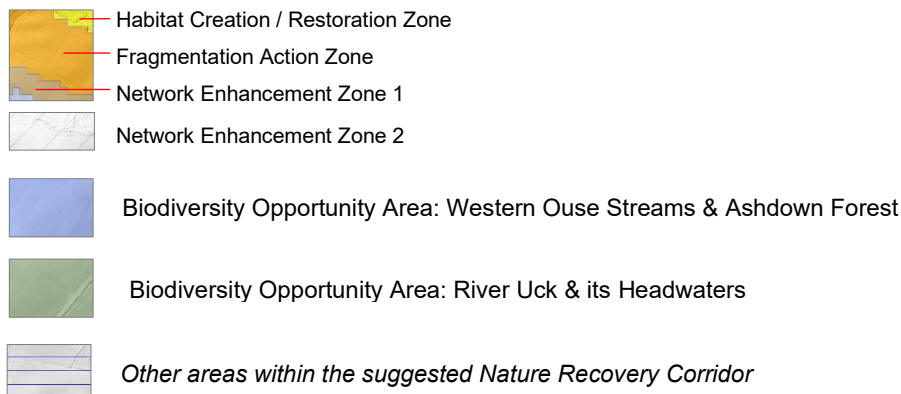 Habitat Creation / Restoration Zone
Fragmentation Action Zone
Network Enhancement Zone 1
Network Enhancement Zone 2
Biodiversity Opportunity Area: Western Ouse Streams & Ashdown Forest
Biodiversity Opportunity Area: River Uck & its Headwaters
Other areas within the suggested Nature Recovery Corridor